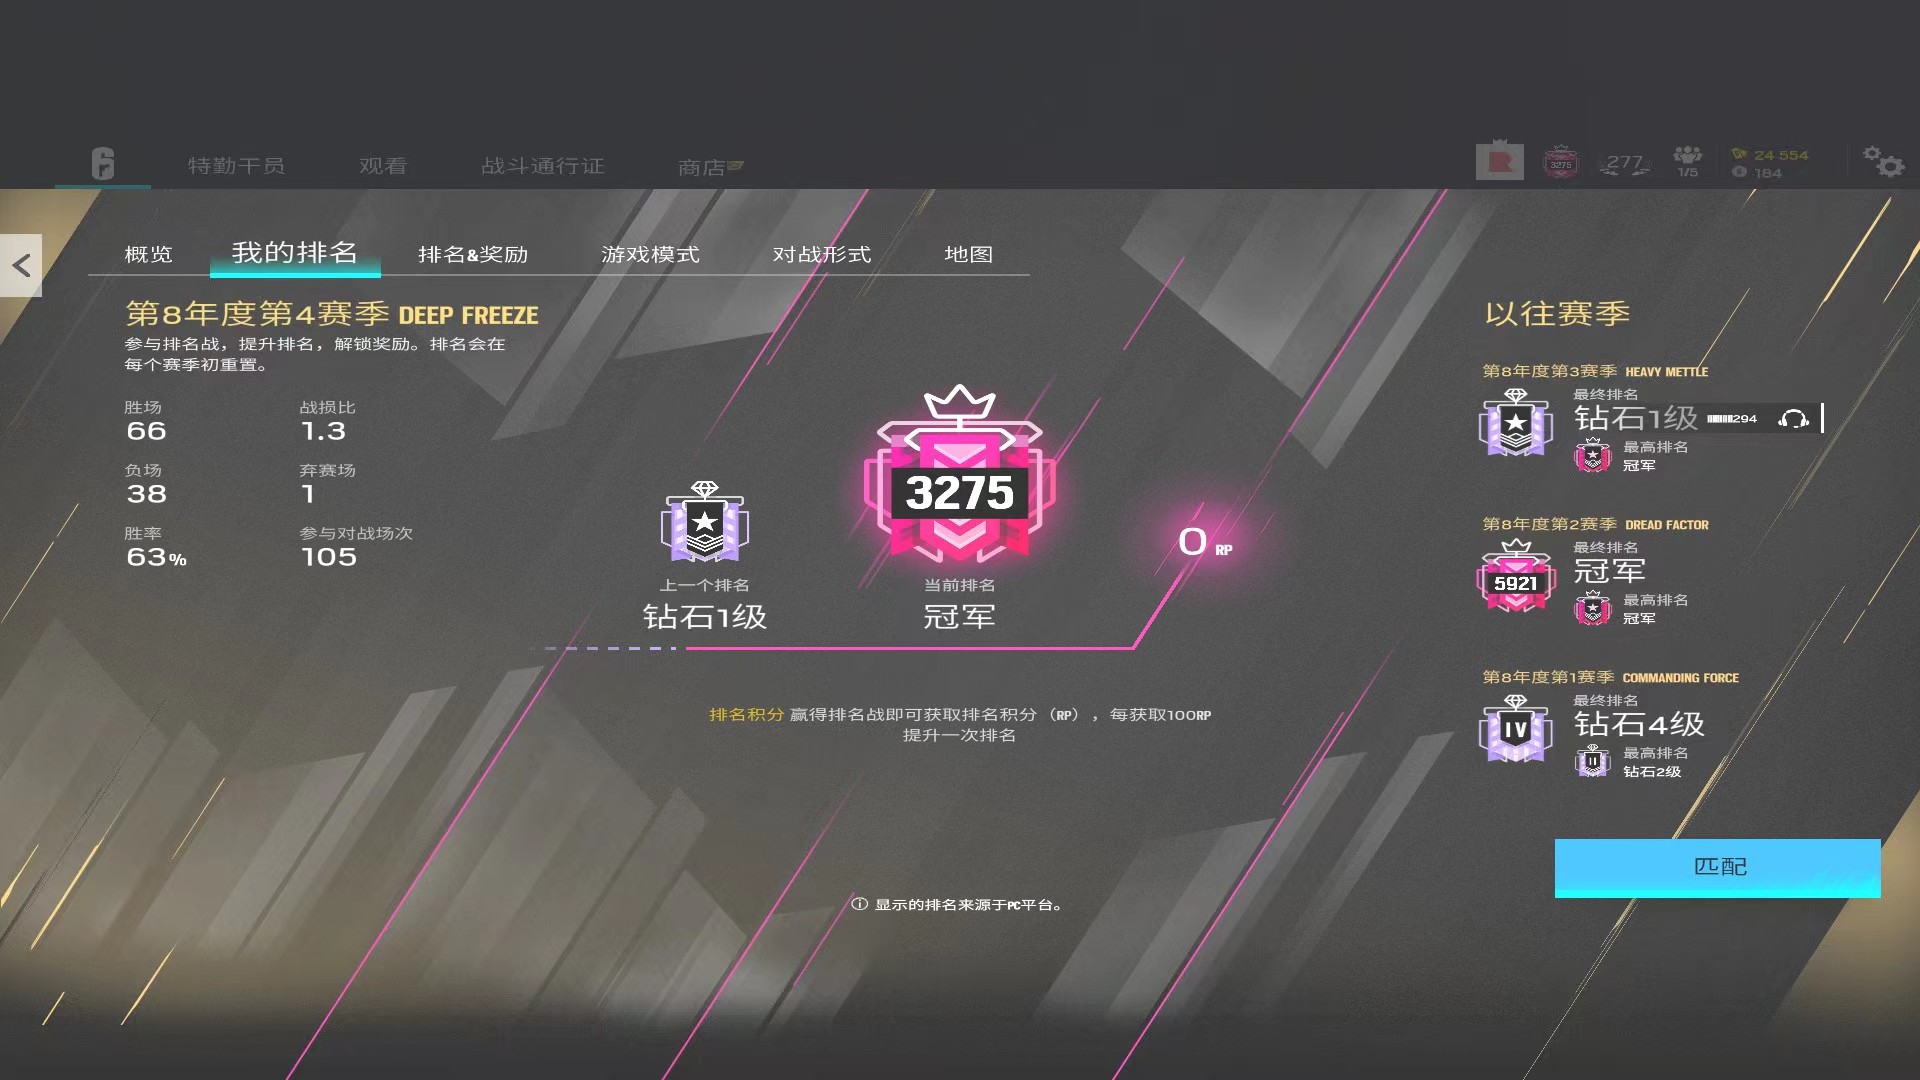 6
特勤干员
观看
战斗通行证
商店
R
3275
277
1/5
24 554
184
概览
我的排名
排名&奖励
游戏模式
对战形式
地图
第8年度第4赛季 DEEP FREEZE
参与排名战，提升排名，解锁奖励。排名会在
每个赛季初重置。
胜场
66
战损比
1.3
负场
38
弃赛场
1
胜率
63%
参与对战场次
105
上一个排名
钻石1级
3275
当前排名
冠军
0 RP
排名积分 赢得排名战即可获取排名积分（RP），每获取100RP
提升一次排名
显示的排名来源于PC平台。
以往赛季
第8年度第3赛季 HEAVY METTLE
最终排名
钻石1级
294
最高排名
冠军
第8年度第2赛季 DREAD FACTOR
5921
最终排名
冠军
最高排名
冠军
第8年度第1赛季 COMMANDING FORCE
IV
最终排名
钻石4级
II
最高排名
钻石2级
匹配